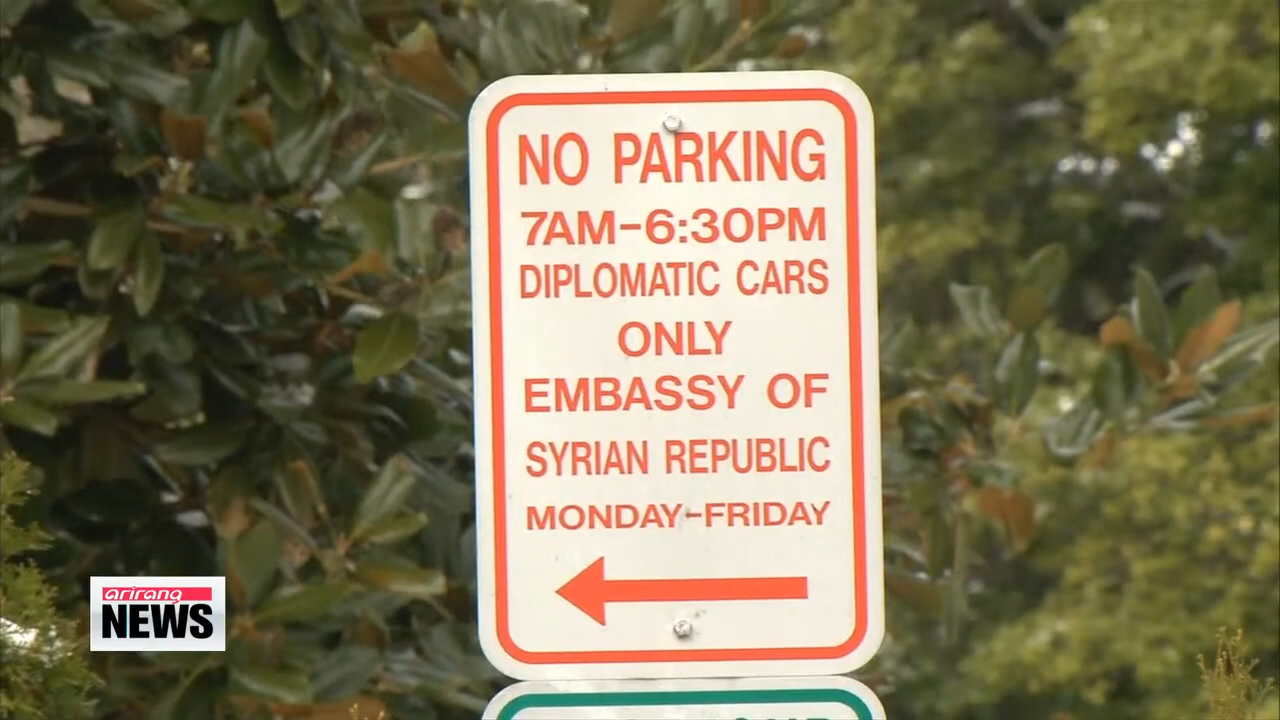 NO PARKING
7AM-6:30PM
DIPLOMATIC CARS
ONLY
EMBASSY OF
SYRIAN REPUBLIC
MONDAY-FRIDAY
arirang
NEWS